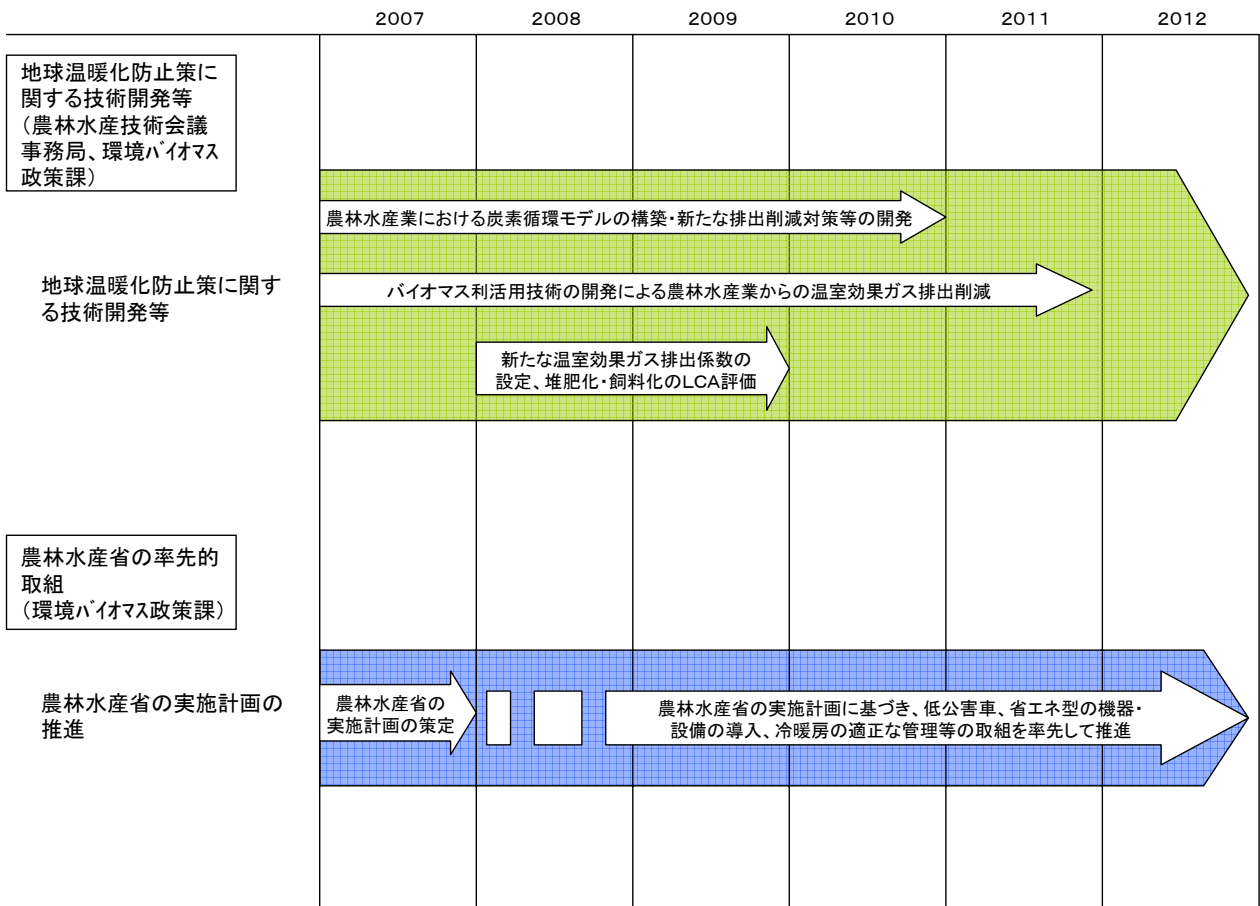 2007 2008 2009 2010 2011 2012
地球温暖化防止策に
関する技術開発等
（農林水産技術会議
事務局、環境バイオマス
政策課）
農林水産業における炭素循環モデルの構築・新たな排出削減対策等の開発
地球温暖化防止策に関す
る技術開発等
バイオマス利活用技術の開発による農林水産業からの温室効果ガス排出削減
新たな温室効果ガス排出係数の
設定、堆肥化・飼料化のＬＣＡ評価
農林水産省の率先的
取組
（環境バイオマス政策課）
農林水産省の実施計画の
推進
農林水産省の
実施計画の策定
農林水産省の実施計画に基づき、低公害車、省エネ型の機器・
設備の導入、冷暖房の適正な管理等の取組を率先して推進